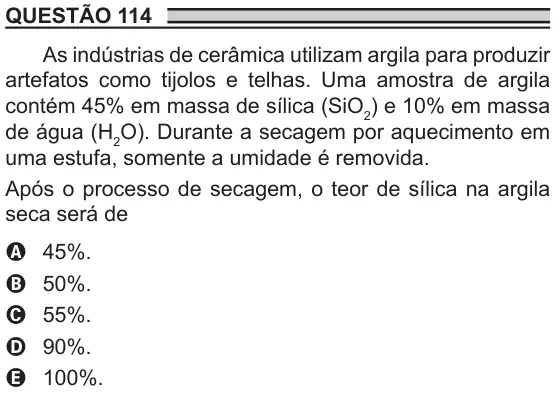 QUESTÃO 114
As indústrias de cerâmica utilizam argila para produzir
artefatos como tijolos e telhas. Uma amostra de argila
contém 45% em massa de sílica (SiO₂) e 10% em massa
de água (H₂O). Durante a secagem por aquecimento em
uma estufa, somente a umidade é removida.
Após o processo de secagem, o teor de sílica na argila
seca será de
A 45%.
B 50%.
C 55%.
D 90%.
E 100%.